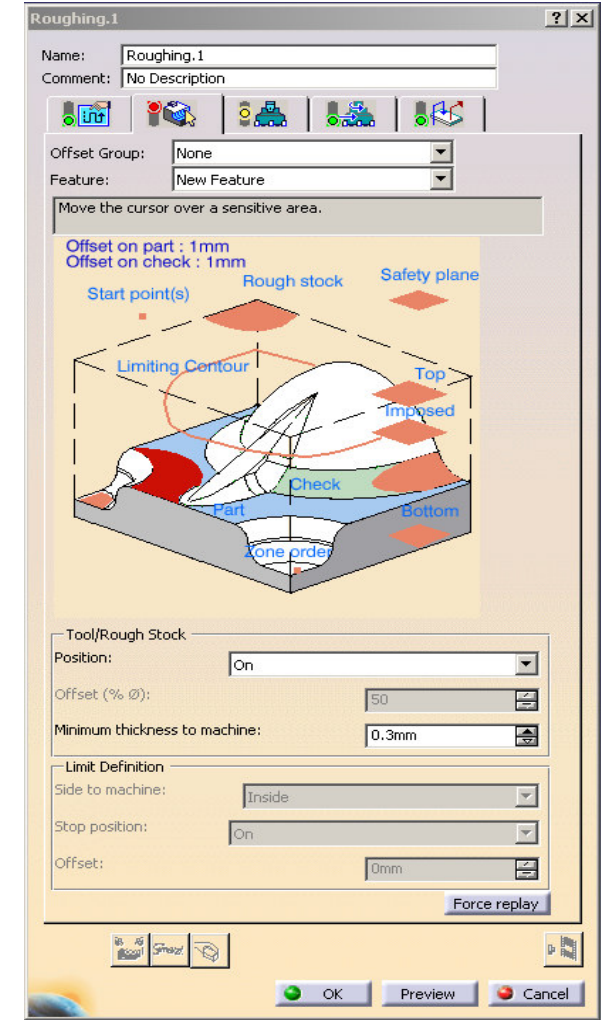 Roughing.1
Name: Roughing.1
Comment: No Description
Offset Group: None
Feature: New Feature
Move the cursor over a sensitive area.
Offset on part : 1mm
Offset on check : 1mm
Rough stock
Safety plane
Start point(s)
Limiting Contour
Top
Imposed
Check
Part
Bottom
Zone order
Tool/Rough Stock
Position: On
Offset (% Ø): 50
Minimum thickness to machine: 0.3mm
Limit Definition
Side to machine: Inside
Stop position: On
Offset: 0mm
Force replay
OK Preview Cancel